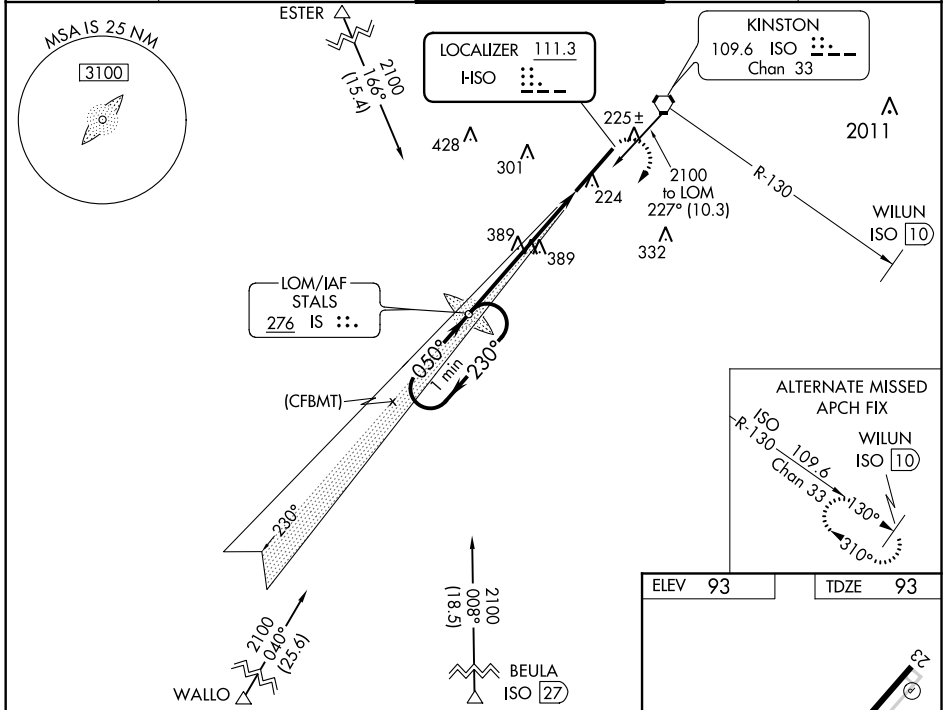 MSA IS 25 NM
3100
ESTER
2100
166°
(15.4)
LOCALIZER 111.3
I-ISO
KINSTON
109.6 ISO
Chan 33
428
301
225±
2011
224
2100
to LOM
227° (10.3)
R-130
WILUN
ISO 10
389
389
332
LOM/IAF
STALS
276 IS
050°
1 min
230°
(CFBMT)
230°
ALTERNATE MISSED
APCH FIX
ISO
R-130
109.6
Chan 33
WILUN
ISO 10
130°
310°
2100
040°
(25.6)
WALLO
2100
008°
(18.5)
BEULA
ISO 27
ELEV 93
TDZE 93
23
P